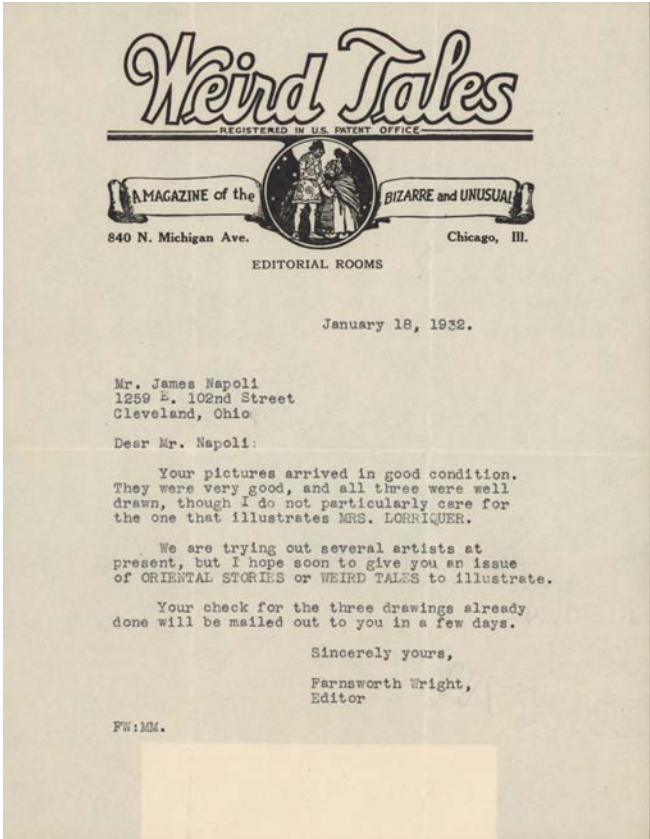 Weird Tales
REGISTERED IN U.S. PATENT OFFICE
A MAGAZINE of the BIZARRE and UNUSUAL
840 N. Michigan Ave. Chicago, Ill.
EDITORIAL ROOMS
January 18, 1932.
Mr. James Napoli
1259 E. 102nd Street
Cleveland, Ohio
Dear Mr. Napoli:
Your pictures arrived in good condition.
They were very good, and all three were well
drawn, though I do not particularly care for
the one that illustrates MRS. LORRIQUER.
We are trying out several artists at
present, but I hope soon to give you an issue
of ORIENTAL STORIES or WEIRD TALES to illustrate.
Your check for the three drawings already
done will be mailed out to you in a few days.
Sincerely yours,
Farnsworth Wright,
Editor
FW:MM.